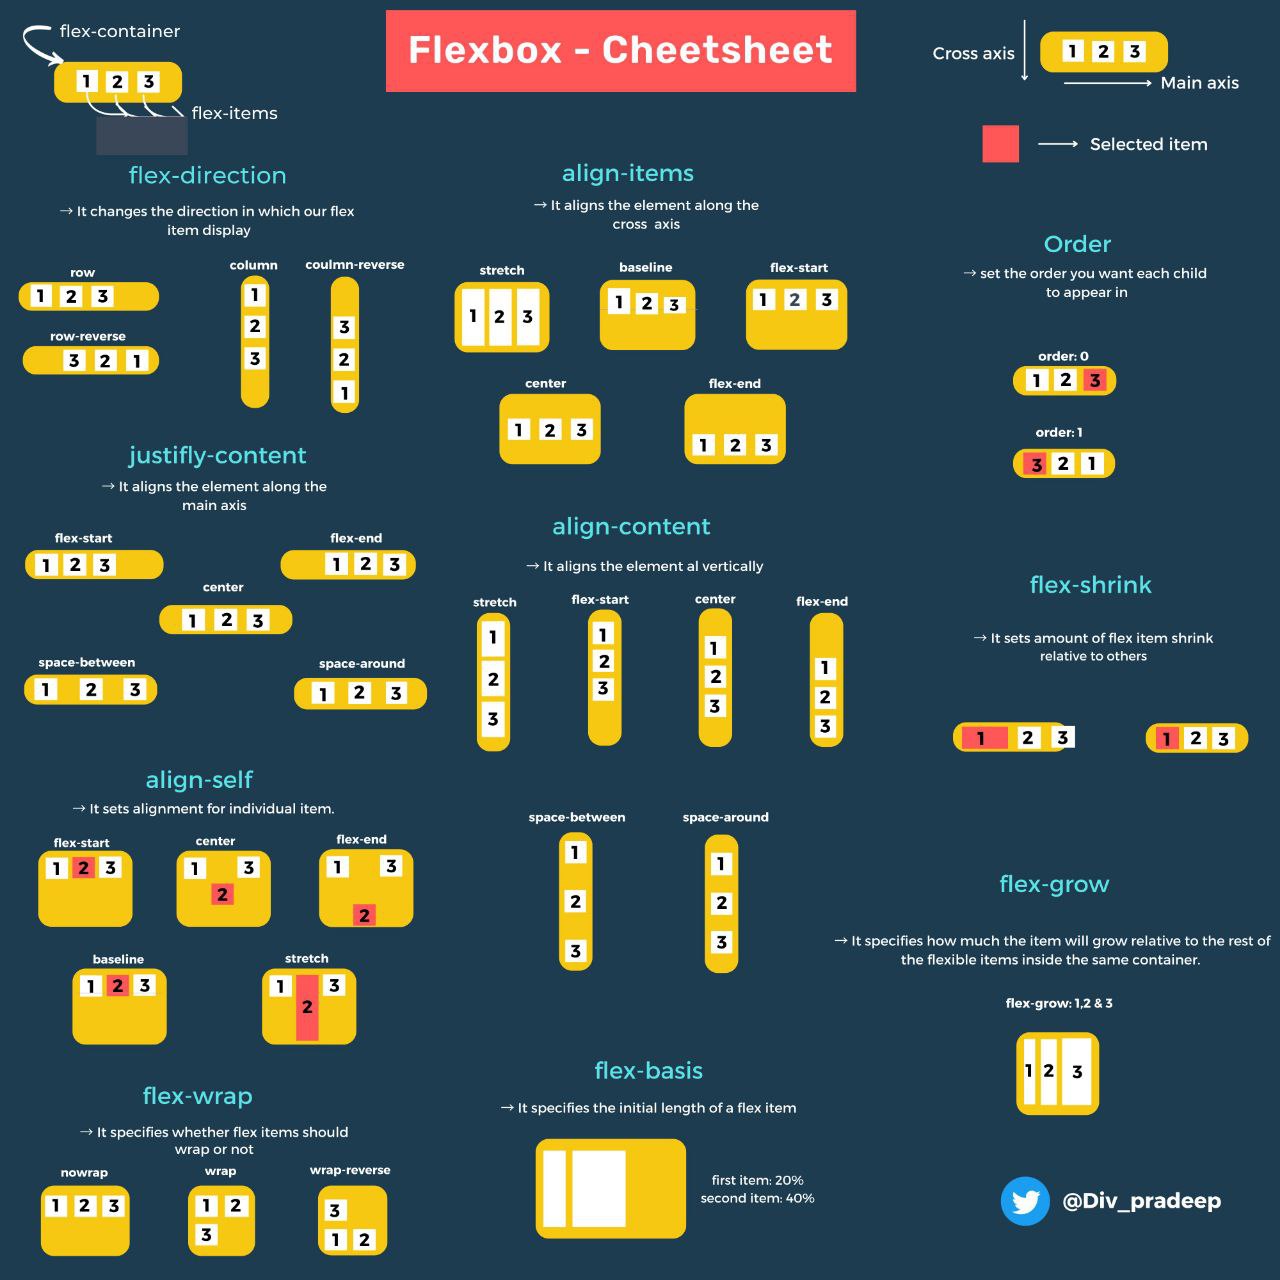 flex-container
1 2 3
flex-items
Flexbox - Cheetsheet
Cross axis
1 2 3
Main axis
Selected item
flex-direction
→ It changes the direction in which our flex
item display
row
1 2 3
row-reverse
3 2 1
column
1
2
3
coulmn-reverse
3
2
1
justifly-content
→ It aligns the element along the
main axis
flex-start
1 2 3
flex-end
1 2 3
center
1 2 3
space-between
1 2 3
space-around
1 2 3
align-self
→ It sets alignment for individual item.
flex-start
1 2 3
center
1 3
2
flex-end
1 3
2
baseline
1 2 3
stretch
1 3
2
flex-wrap
→ It specifies whether flex items should
wrap or not
nowrap
1 2 3
wrap
1 2
3
wrap-reverse
3
1 2
align-items
→ It aligns the element along the
cross axis
stretch
1 2 3
baseline
1 2 3
flex-start
1 2 3
center
1 2 3
flex-end
1 2 3
align-content
→ It aligns the element al vertically
stretch
1
2
3
flex-start
1
2
3
center
1
2
3
flex-end
1
2
3
space-between
1
2
3
space-around
1
2
3
flex-basis
→ It specifies the initial length of a flex item
first item: 20%
second item: 40%
Order
→ set the order you want each child
to appear in
order: 0
1 2 3
order: 1
3 2 1
flex-shrink
→ It sets amount of flex item shrink
relative to others
1 2 3
1 2 3
flex-grow
→ It specifies how much the item will grow relative to the rest of
the flexible items inside the same container.
flex-grow: 1,2 & 3
1 2 3
@Div_pradeep